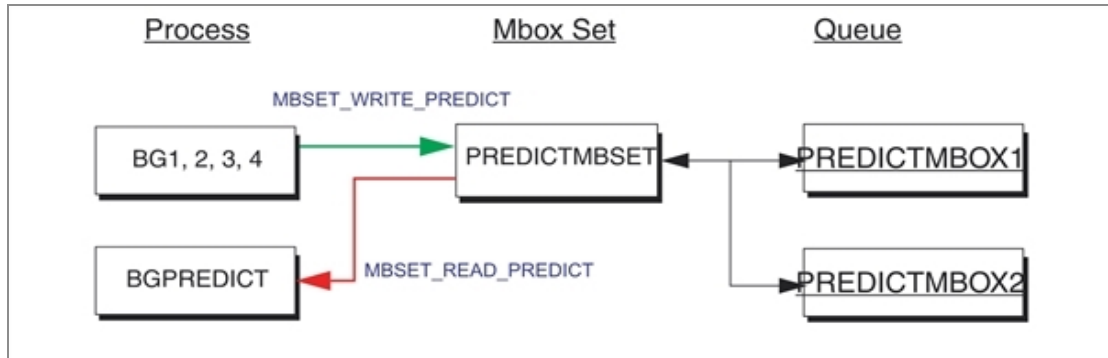 Process
Mbox Set
Queue
MBSET_WRITE_PREDICT
BG1, 2, 3, 4
PREDICTMBSET
PREDICTMBOX1
BGPREDICT
MBSET_READ_PREDICT
PREDICTMBOX2